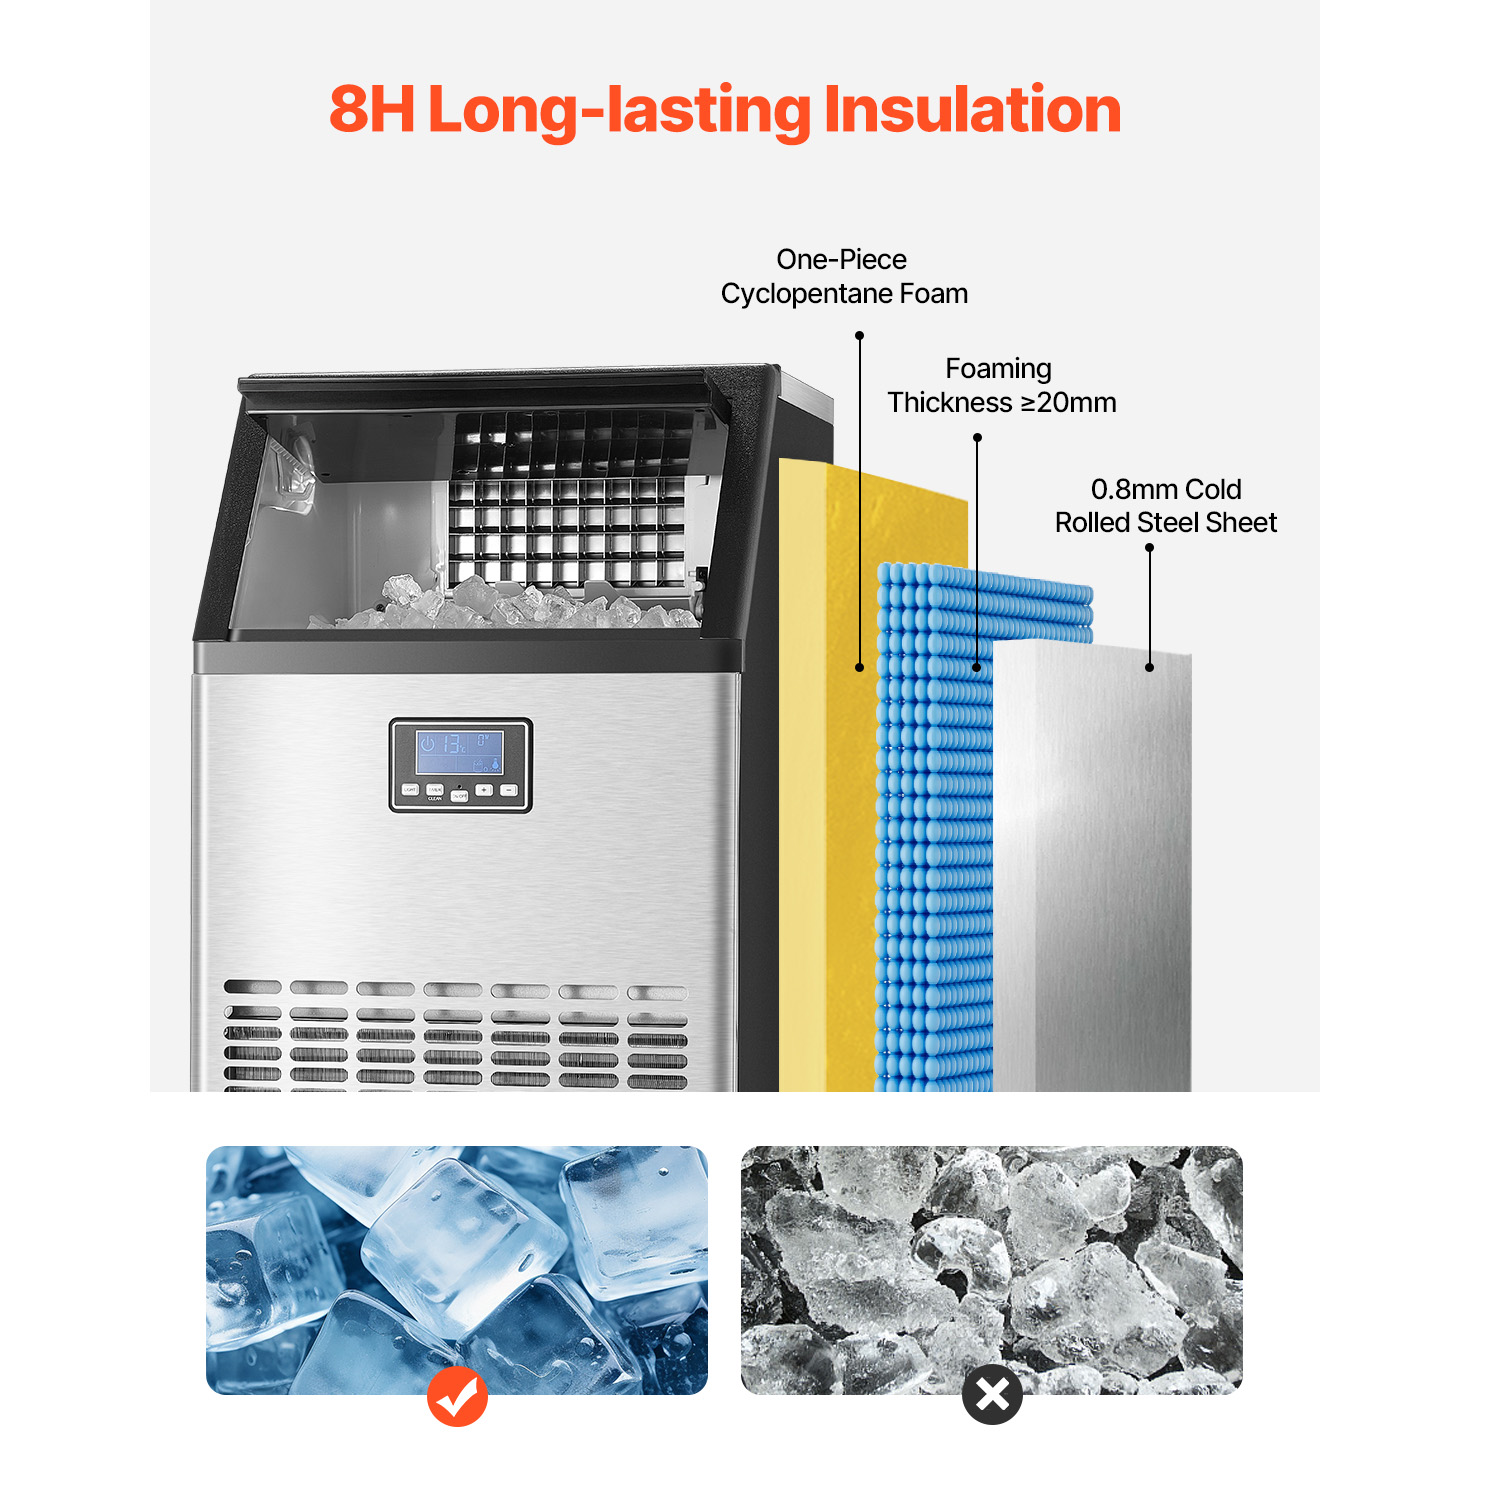 8H Long-lasting Insulation
One-Piece
Cyclopentane Foam
Foaming
Thickness ≥20mm
0.8mm Cold
Rolled Steel Sheet
13
LIGHT
CLEAN
ON/OFF
+
−